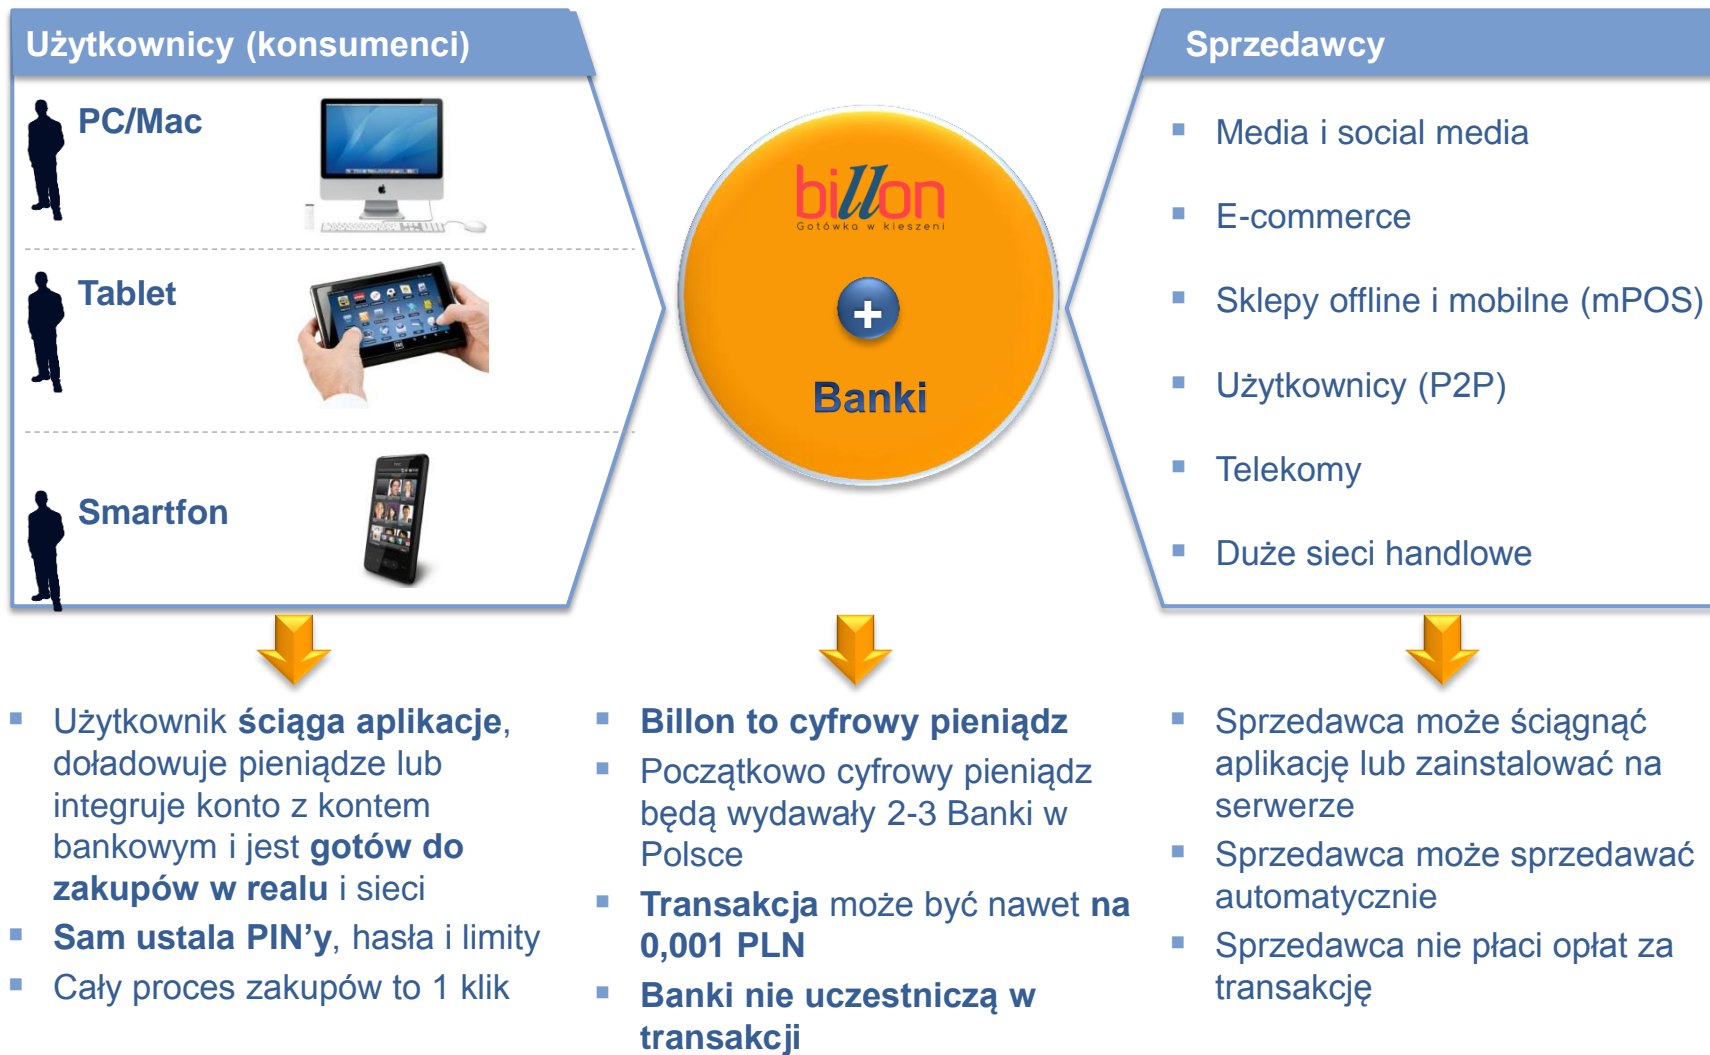 Użytkownicy (konsumenci)
PC/Mac
Tablet
Smartfon
billon
Gotówka w kieszeni
+
Banki
Sprzedawcy
▪ Media i social media
▪ E-commerce
▪ Sklepy offline i mobilne (mPOS)
▪ Użytkownicy (P2P)
▪ Telekomy
▪ Duże sieci handlowe
▪ Użytkownik ściąga aplikacje,
doładowuje pieniądze lub
integruje konto z kontem
bankowym i jest gotów do
zakupów w realu i sieci
▪ Sam ustala PIN’y, hasła i limity
▪ Cały proces zakupów to 1 klik
▪ Billon to cyfrowy pieniądz
▪ Początkowo cyfrowy pieniądz
będą wydawały 2-3 Banki w
Polsce
▪ Transakcja może być nawet na
0,001 PLN
▪ Banki nie uczestniczą w
transakcji
▪ Sprzedawca może ściągnąć
aplikację lub zainstalować na
serwerze
▪ Sprzedawca może sprzedawać
automatycznie
▪ Sprzedawca nie płaci opłat za
transakcję